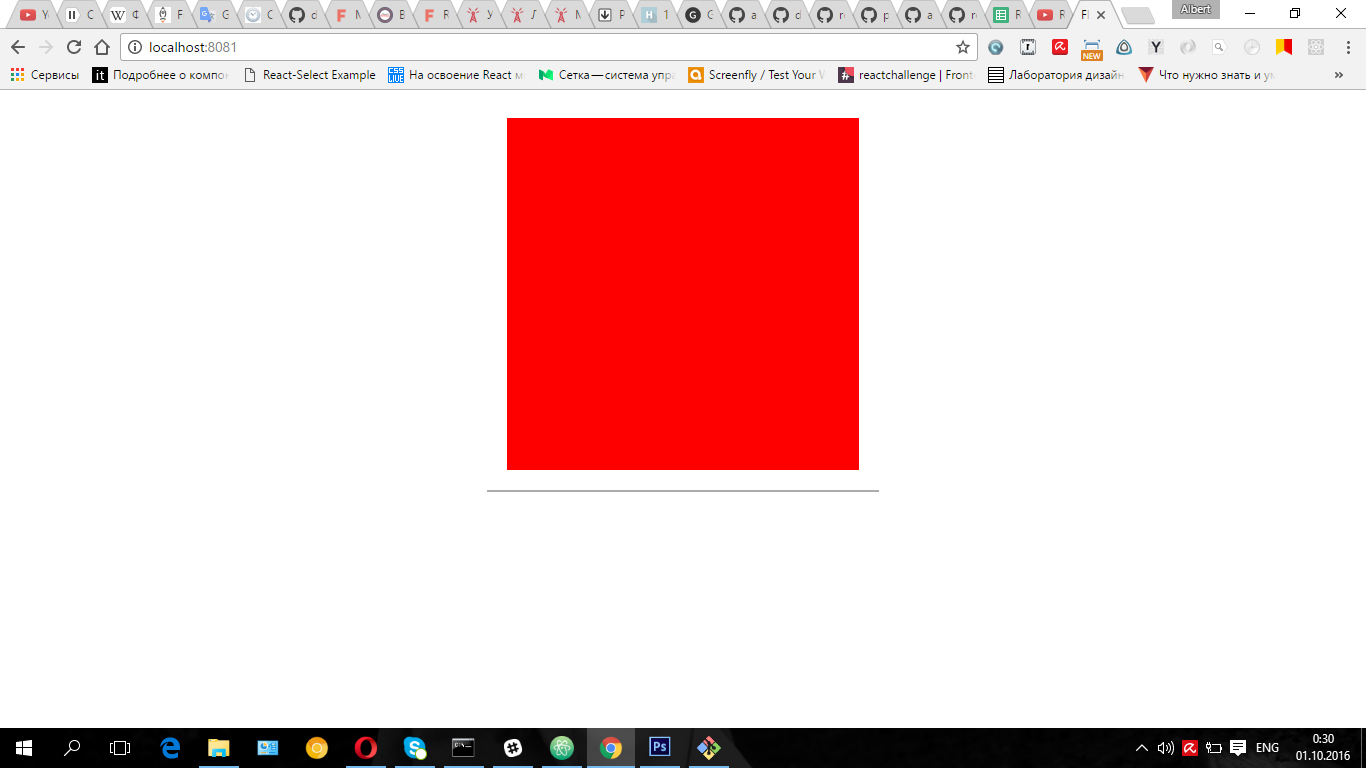 Albert
localhost:8081
Сервисы
Подробнее о компо
React-Select Example
На освоение React м
Сетка — система упра
Screenfly / Test Your
reactchallenge | Front
Лаборатория дизайн
Что нужно знать и ум
NEW
ENG
0:30
01.10.2016